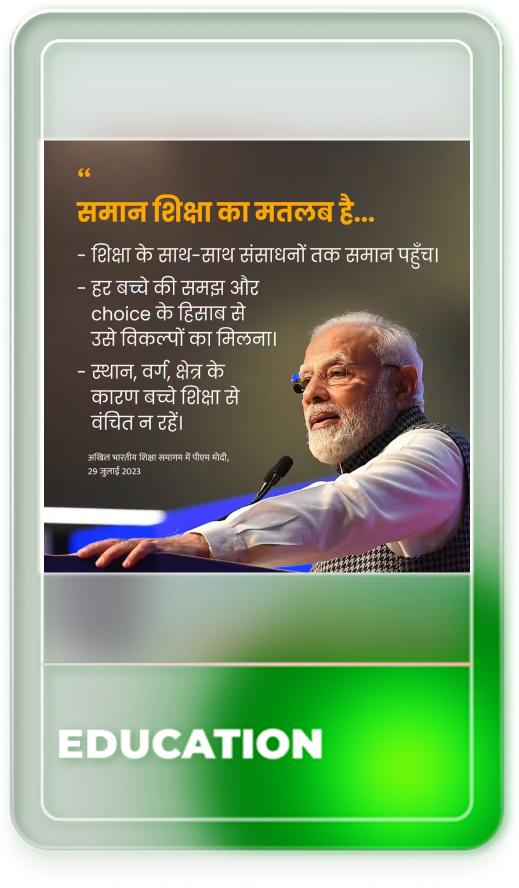 “
समान शिक्षा का मतलब है...
- शिक्षा के साथ-साथ संसाधनों तक समान पहुँच।
- हर बच्चे की समझ और
choice के हिसाब से
उसे विकल्पों का मिलना।
- स्थान, वर्ग, क्षेत्र के
कारण बच्चे शिक्षा से
वंचित न रहें।
अखिल भारतीय शिक्षा समागम में पीएम मोदी,
29 जुलाई 2023
EDUCATION